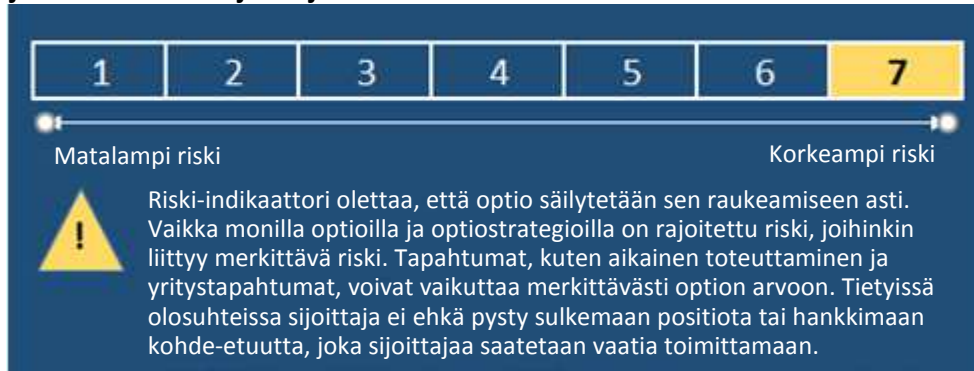 1 2 3 4 5 6 7
Matalampi riski Korkeampi riski
Riski-indikaattori olettaa, että optio säilytetään sen raukeamiseen asti.
! Vaikka monilla optioilla ja optiostrategioilla on rajoitettu riski, joihinkin
liittyy merkittävä riski. Tapahtumat, kuten aikainen toteuttaminen ja
yritystapahtumat, voivat vaikuttaa merkittävästi option arvoon. Tietyissä
olosuhteissa sijoittaja ei ehkä pysty sulkemaan positiota tai hankkimaan
kohde-etuutta, joka sijoittajaa saatetaan vaatia toimittamaan.